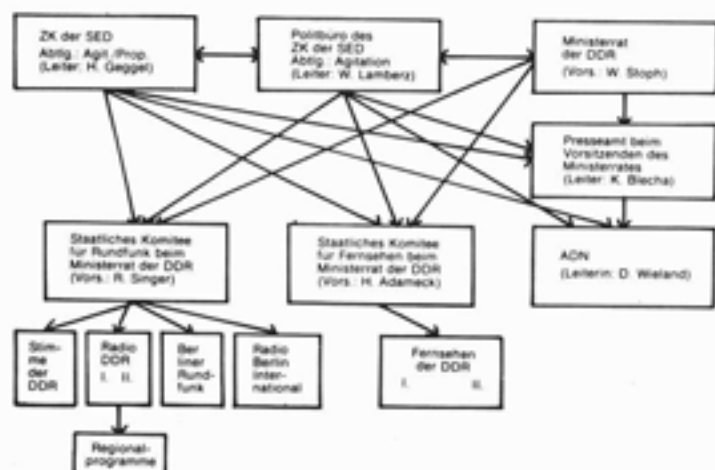 ZK der SED
Abtlg.: Agit./Prop.
(Leiter: H. Geggel)
Politbüro des
ZK der SED
Abtlg.: Agitation
(Leiter: W. Lamberz)
Ministerrat
der DDR
(Vors.: W. Stoph)
Presseamt beim
Vorsitzenden des
Ministerrates
(Leiter: K. Blecha)
Staatliches Komitee
für Rundfunk beim
Ministerrat der DDR
(Vors.: R. Singer)
Staatliches Komitee
für Fernsehen beim
Ministerrat der DDR
(Vors.: H. Adameck)
ADN
(Leiterin: D. Wieland)
Stim-
me
der
DDR
Radio
DDR
I. II.
Ber
liner
Rund-
funk
Radio
Berlin
Inter-
national
Fernsehen
der DDR
I. II.
Regional-
programme